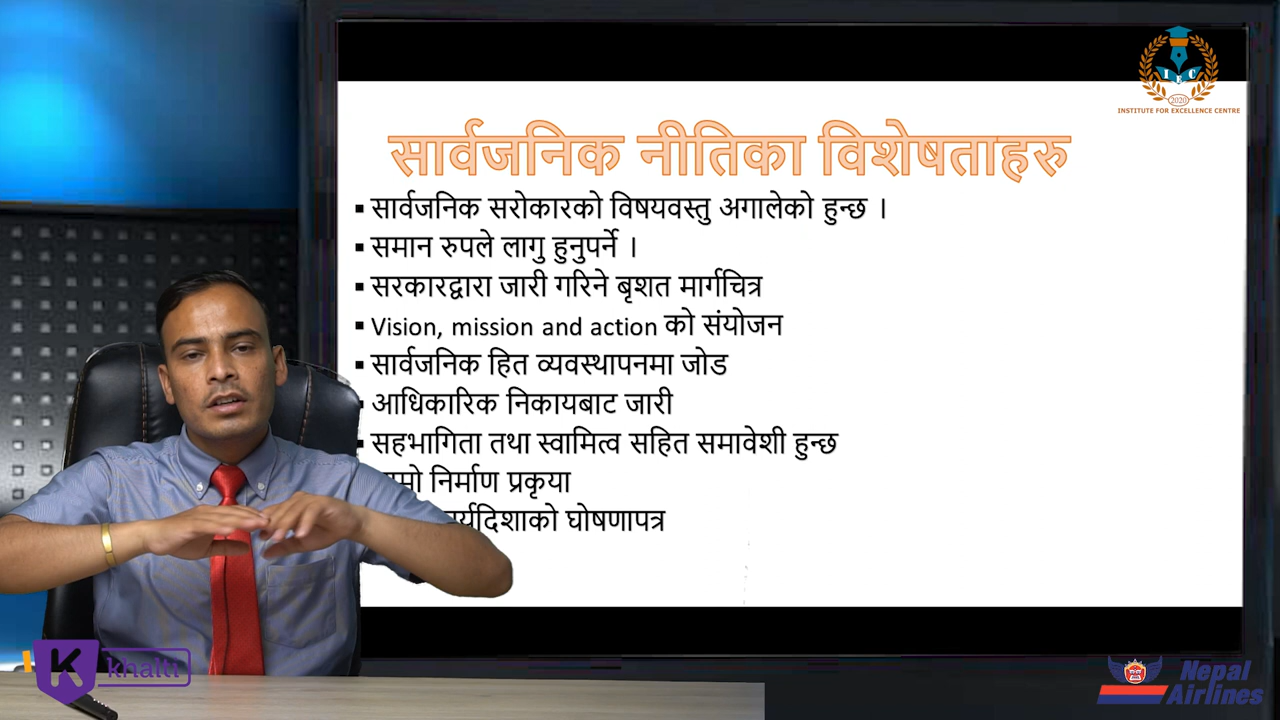 I E C
2020
INSTITUTE FOR EXCELLENCE CENTRE
सार्वजनिक नीतिका विशेषताहरु
सार्वजनिक सरोकारको विषयवस्तु अगालेको हुन्छ ।
समान रुपले लागु हुनुपर्ने ।
सरकारद्वारा जारी गरिने बृशत मार्गचित्र
Vision, mission and action को संयोजन
सार्वजनिक हित व्यवस्थापनमा जोड
आधिकारिक निकायबाट जारी
सहभागिता तथा स्वामित्व सहित समावेशी हुन्छ
निर्माण प्रकृया
घोषणापत्र
K khalti
Nepal
Airlines